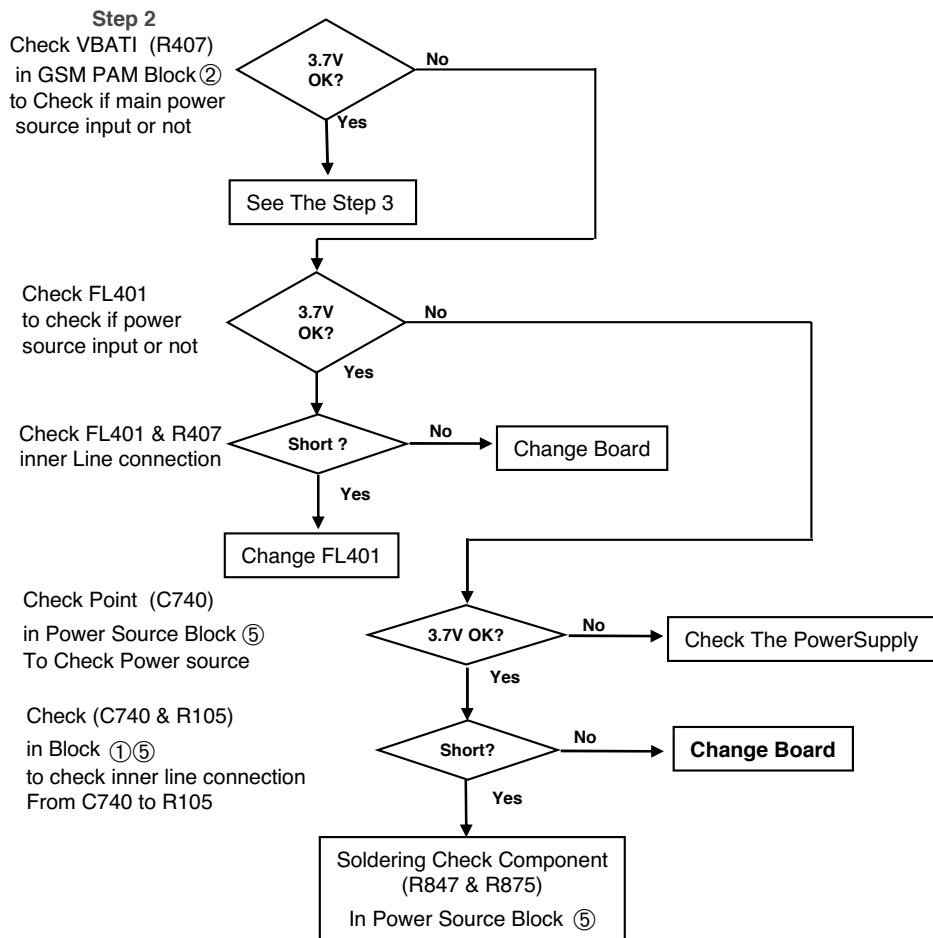 Step 2
Check VBATI (R407)
in GSM PAM Block ②
to Check if main power
source input or not
3.7V
OK?
No
Yes
See The Step 3
Check FL401
to check if power
source input or not
3.7V
OK?
No
Yes
Check FL401 & R407
inner Line connection
Short ?
No
Change Board
Yes
Change FL401
Check Point (C740)
in Power Source Block ⑤
To Check Power source
3.7V OK?
No
Check The PowerSupply
Yes
Check (C740 & R105)
in Block ①⑤
to check inner line connection
From C740 to R105
Short?
No
Change Board
Yes
Soldering Check Component
(R847 & R875)
In Power Source Block ⑤